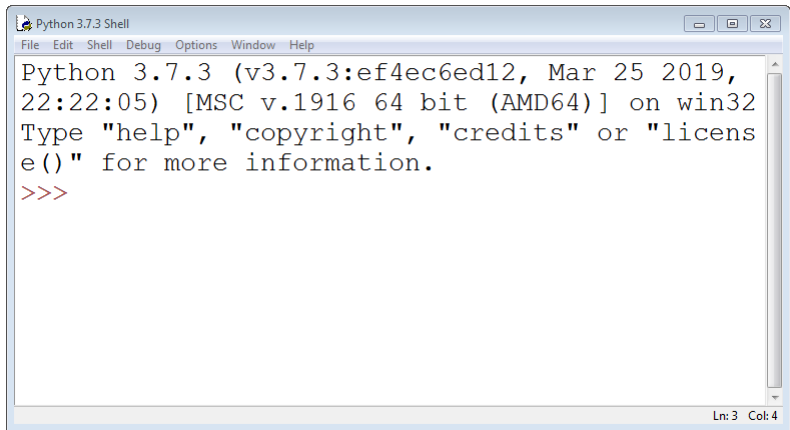 Python 3.7.3 Shell
File Edit Shell Debug Options Window Help
Python 3.7.3 (v3.7.3:ef4ec6ed12, Mar 25 2019,
22:22:05) [MSC v.1916 64 bit (AMD64)] on win32
Type "help", "copyright", "credits" or "licens
e()" for more information.
>>>
Ln: 3 Col: 4